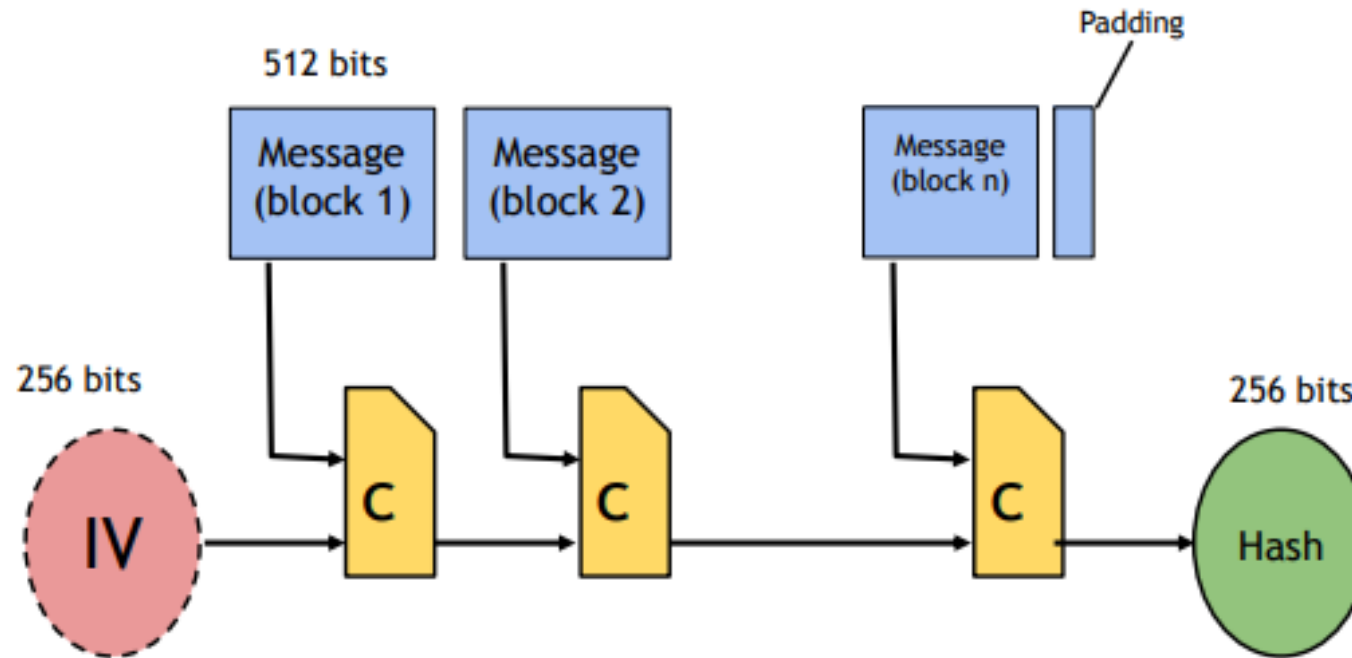 Padding
512 bits
Message
(block 1)
Message
(block 2)
Message
(block n)
256 bits
256 bits
IV
C
C
C
Hash